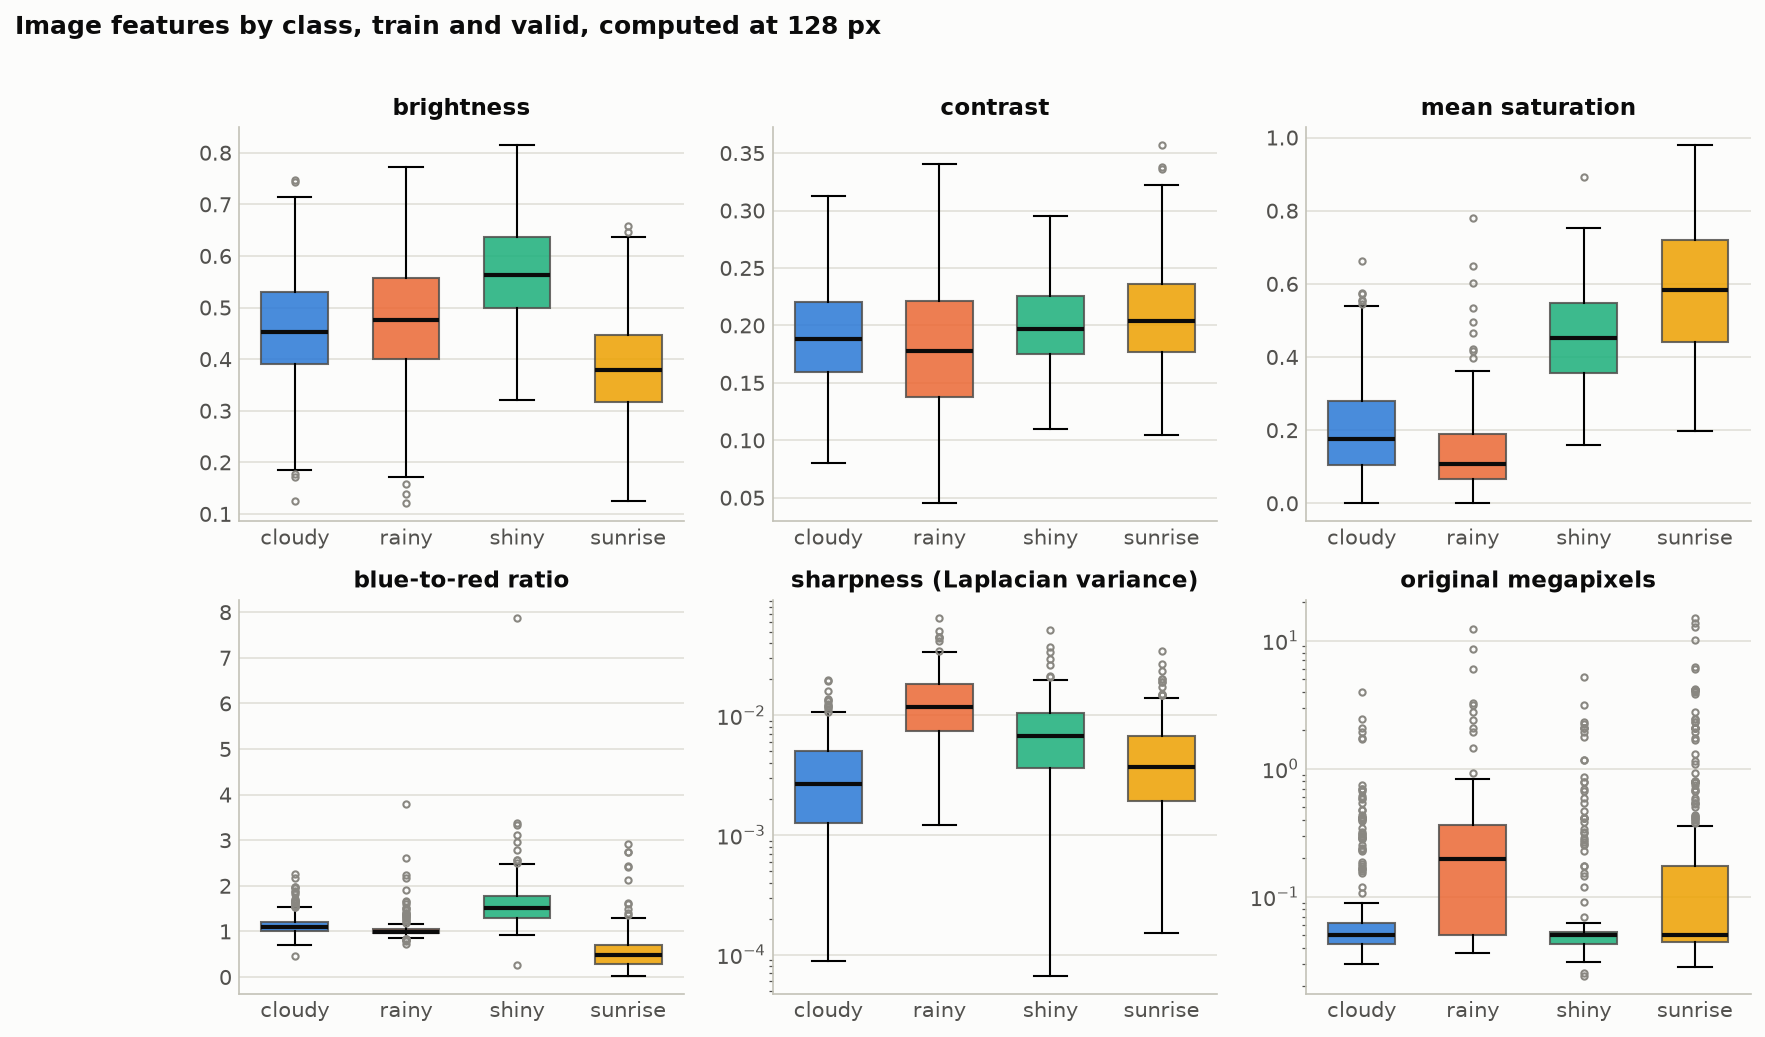 Image features by class, train and valid, computed at 128 px
brightness
0.8
0.7
0.6
0.5
0.4
0.3
0.2
0.1
cloudy rainy shiny sunrise
contrast
0.35
0.30
0.25
0.20
0.15
0.10
0.05
cloudy rainy shiny sunrise
mean saturation
1.0
0.8
0.6
0.4
0.2
0.0
cloudy rainy shiny sunrise
blue-to-red ratio
8
7
6
5
4
3
2
1
0
cloudy rainy shiny sunrise
sharpness (Laplacian variance)
10⁻²
10⁻³
10⁻⁴
cloudy rainy shiny sunrise
original megapixels
10¹
10⁰
10⁻¹
cloudy rainy shiny sunrise